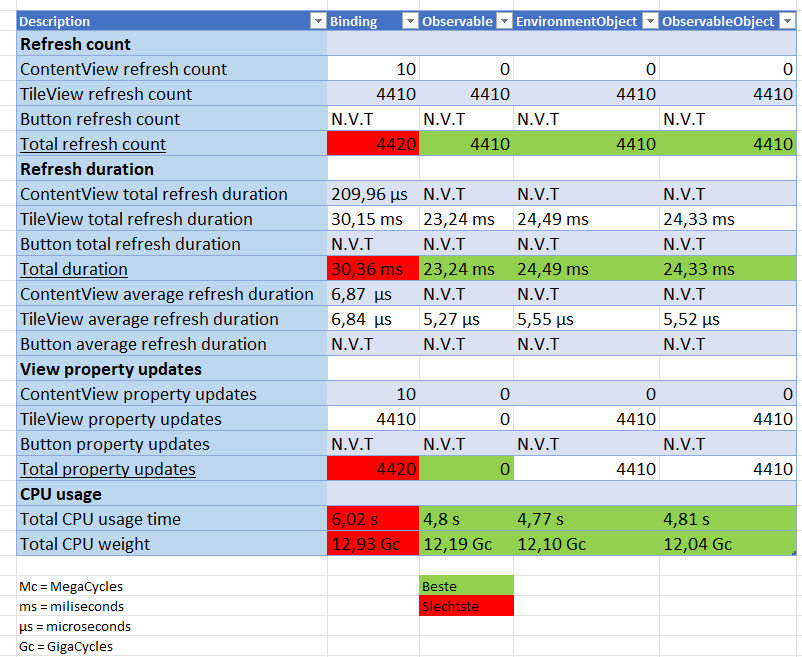 Description Binding Observable EnvironmentObject ObservableObject
Refresh count
ContentView refresh count 10 0 0 0
TileView refresh count 4410 4410 4410 4410
Button refresh count N.V.T N.V.T N.V.T N.V.T
Total refresh count 4420 4410 4410 4410
Refresh duration
ContentView total refresh duration 209,96 µs N.V.T N.V.T N.V.T
TileView total refresh duration 30,15 ms 23,24 ms 24,49 ms 24,33 ms
Button total refresh duration N.V.T N.V.T N.V.T N.V.T
Total duration 30,36 ms 23,24 ms 24,49 ms 24,33 ms
ContentView average refresh duration 6,87 µs N.V.T N.V.T N.V.T
TileView average refresh duration 6,84 µs 5,27 µs 5,55 µs 5,52 µs
Button average refresh duration N.V.T N.V.T N.V.T N.V.T
View property updates
ContentView property updates 10 0 0 0
TileView property updates 4410 0 4410 4410
Button property updates N.V.T N.V.T N.V.T N.V.T
Total property updates 4420 0 4410 4410
CPU usage
Total CPU usage time 6,02 s 4,8 s 4,77 s 4,81 s
Total CPU weight 12,93 Gc 12,19 Gc 12,10 Gc 12,04 Gc
Mc = MegaCycles Beste
ms = miliseconds Slechtste
µs = microseconds
Gc = GigaCycles